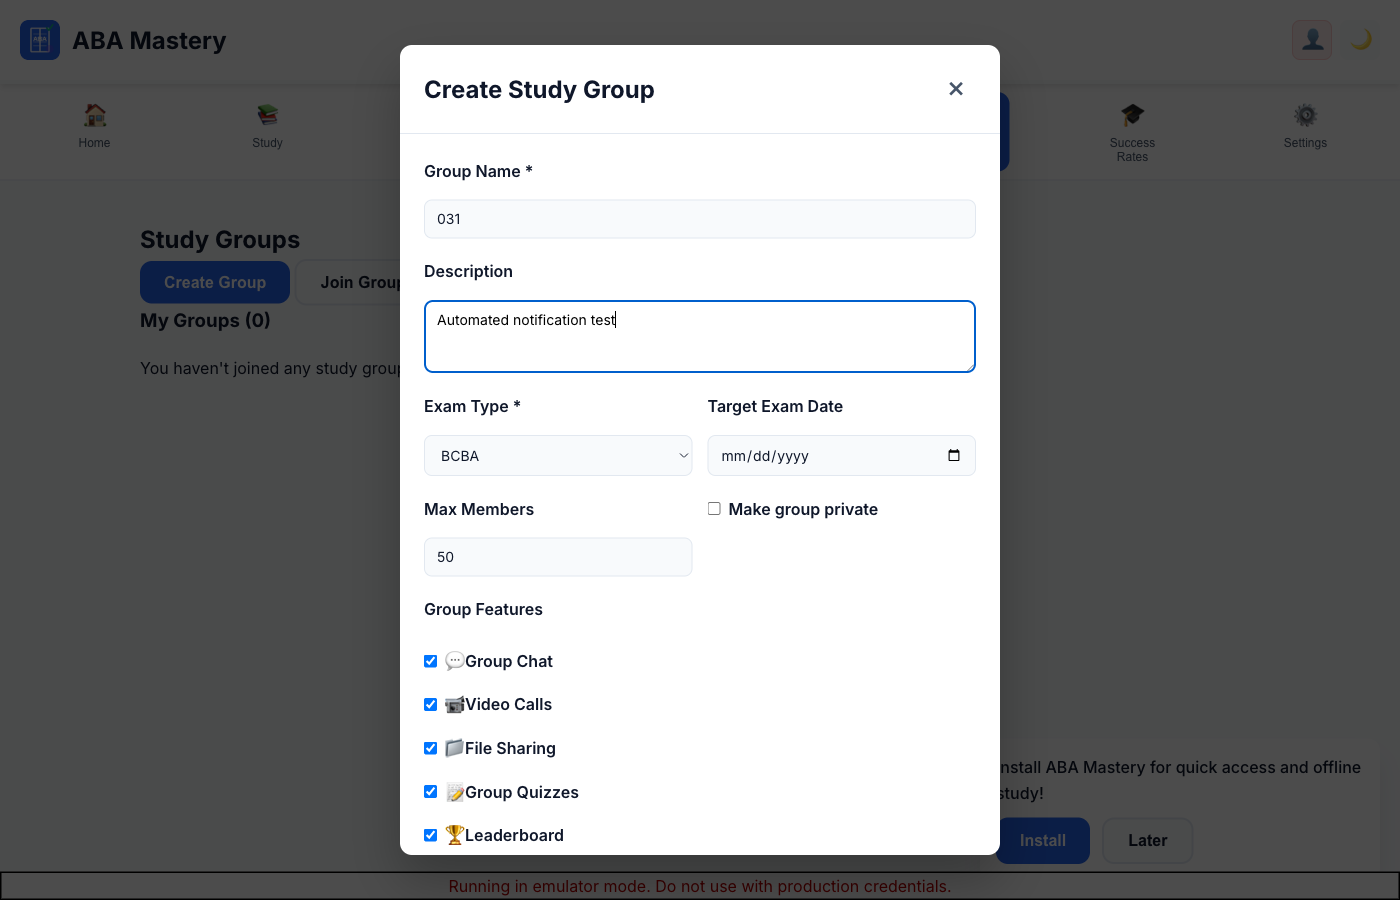 ABA Mastery
Home
Study
Success
Rates
Settings
Study Groups
Create Group
Join Group
My Groups (0)
You haven't joined any study group
Create Study Group
Group Name *
031
Description
Automated notification test
Exam Type *
Target Exam Date
BCBA
mm/dd/yyyy
Max Members
Make group private
50
Group Features
Group Chat
Video Calls
File Sharing
Group Quizzes
Leaderboard
nstall ABA Mastery for quick access and offline
study!
Install
Later
Running in emulator mode. Do not use with production credentials.